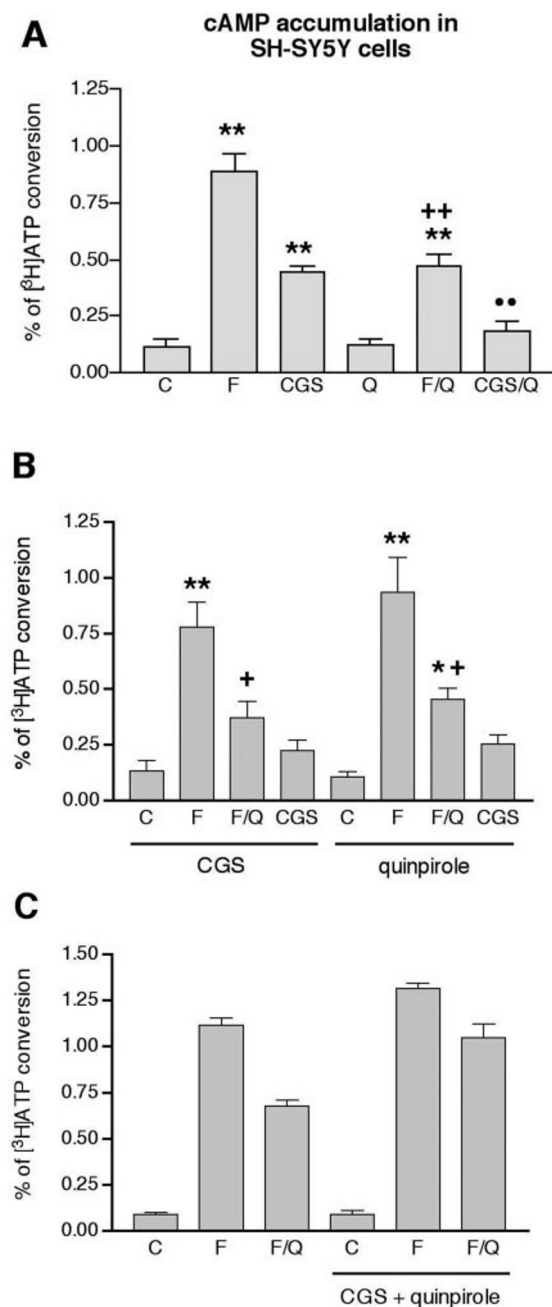 A
cAMP accumulation in
SH-SY5Y cells
% of [³H]ATP conversion
1.25
1.00
0.75
0.50
0.25
0.00
**
**
++
**
••
C F CGS Q F/Q CGS/Q
B
% of [³H]ATP conversion
1.25
1.00
0.75
0.50
0.25
0.00
**
+
**
*+
C F F/Q CGS C F F/Q CGS
CGS quinpirole
C
% of [³H]ATP conversion
1.50
1.25
1.00
0.75
0.50
0.25
0.00
C F F/Q C F F/Q
CGS + quinpirole